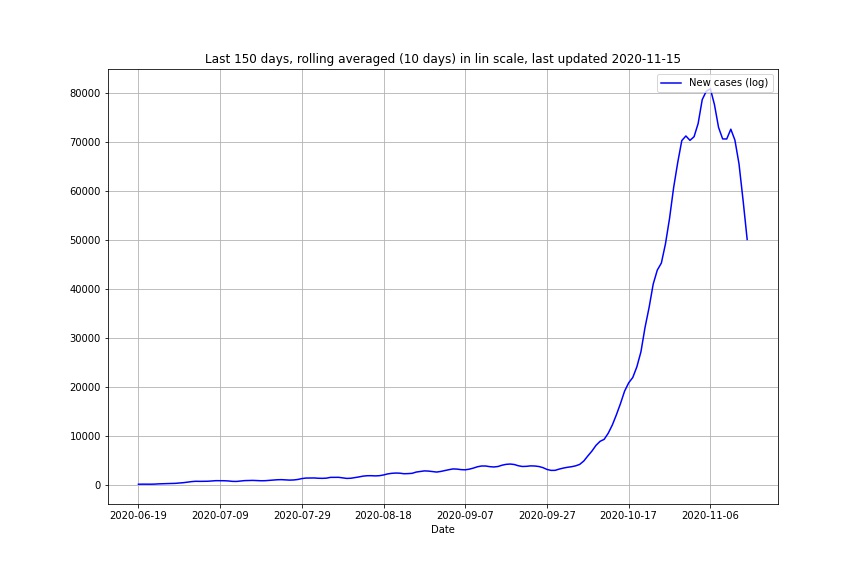 Last 150 days, rolling averaged (10 days) in lin scale, last updated 2020-11-15
New cases (log)
80000
70000
60000
50000
40000
30000
20000
10000
0
2020-06-19 2020-07-09 2020-07-29 2020-08-18 2020-09-07 2020-09-27 2020-10-17 2020-11-06
Date